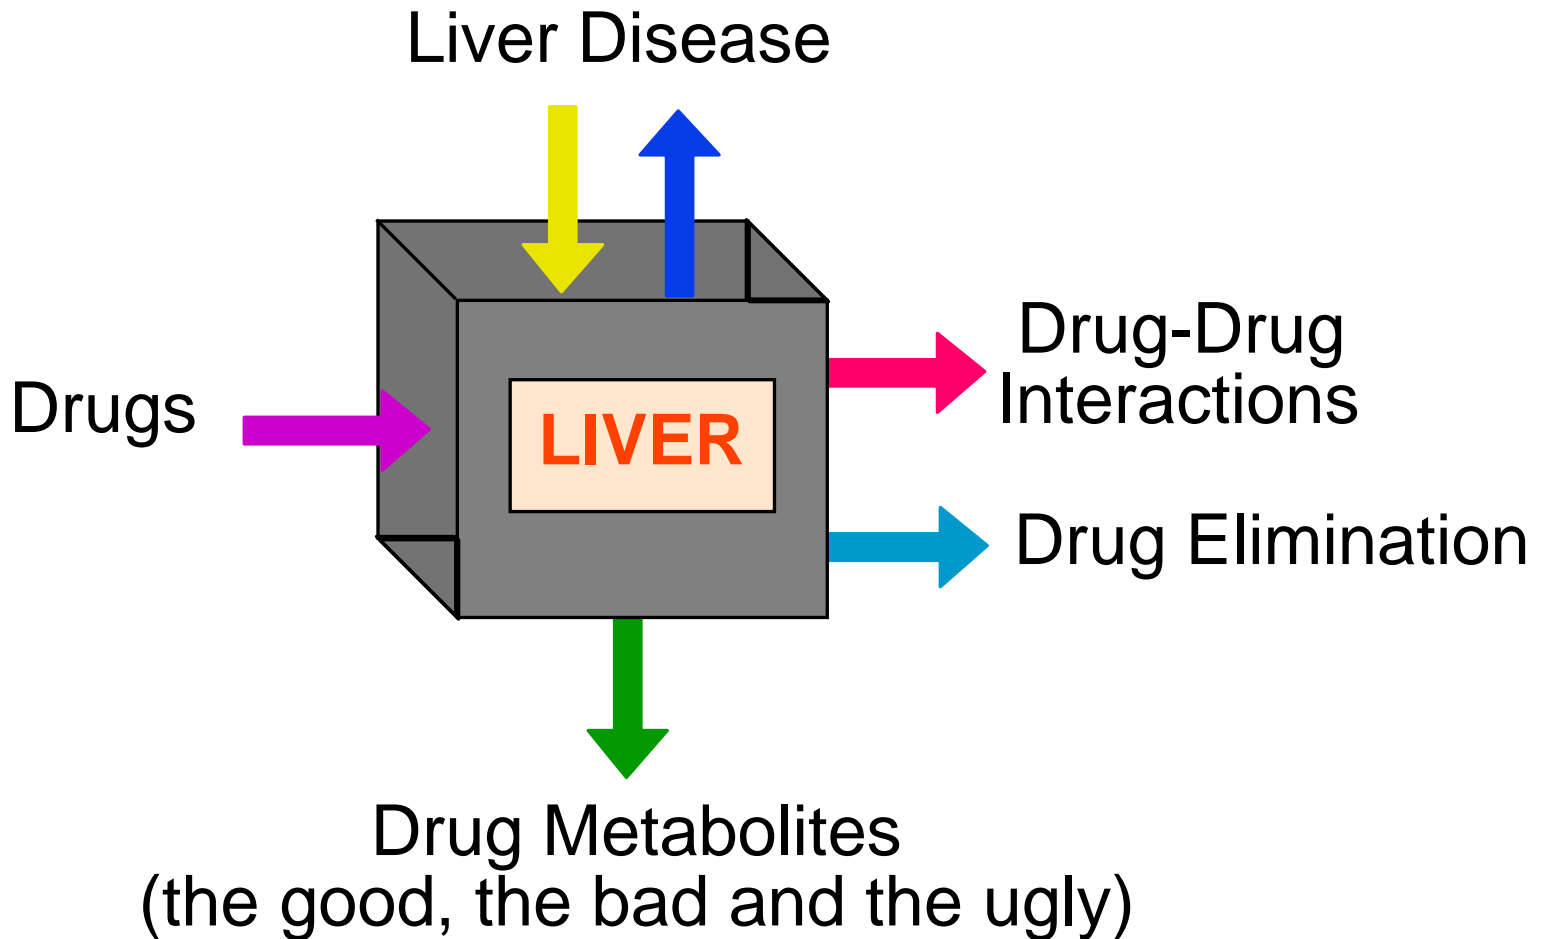 Liver Disease
Drugs
LIVER
Drug-Drug
Interactions
Drug Elimination
Drug Metabolites
(the good, the bad and the ugly)